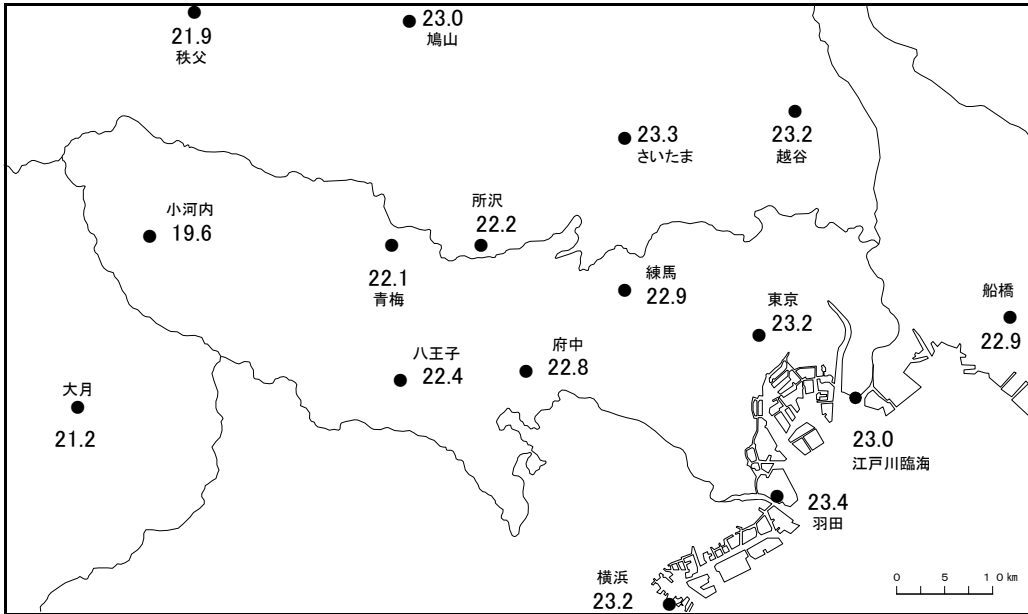 21.9
秩父
23.0
鳩山
23.3
さいたま
23.2
越谷
小河内
19.6
所沢
22.2
22.1
青梅
練馬
22.9
東京
23.2
船橋
22.9
八王子
22.4
府中
22.8
大月
21.2
23.0
江戸川臨海
23.4
羽田
横浜
23.2
0 5 10km